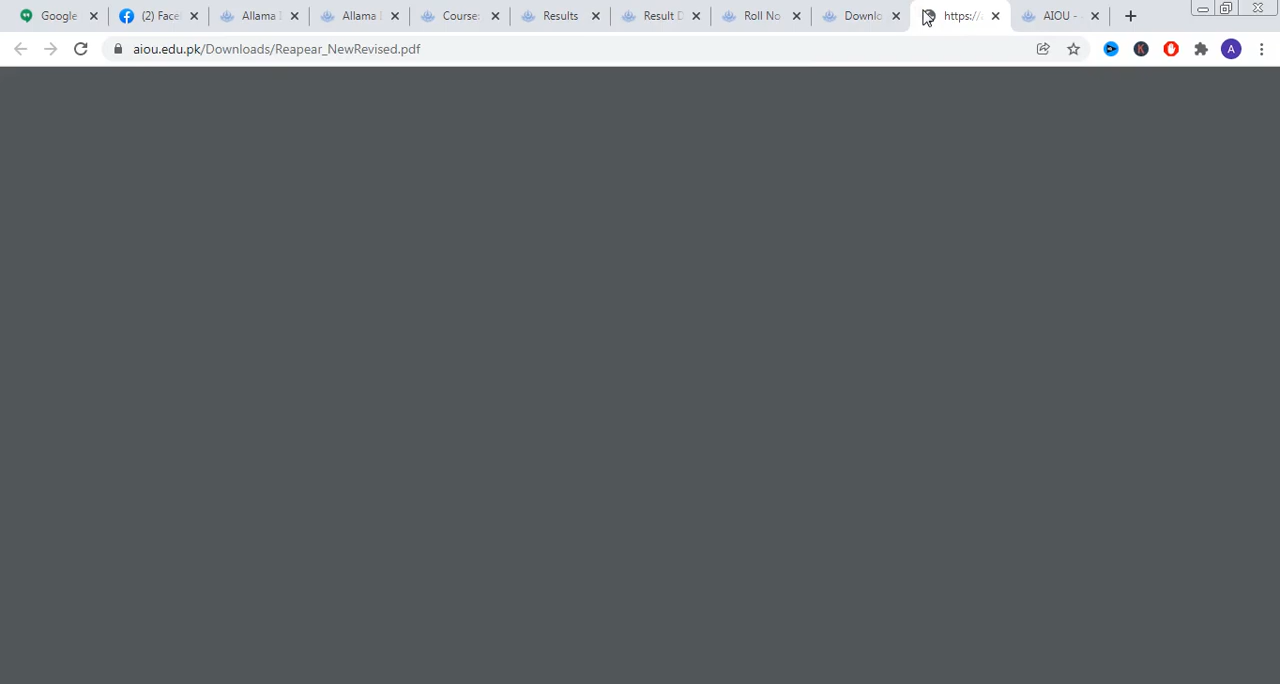 Google
(2) Face
Allama I
Allama I
Course:
Results
Result D
Roll No
Downlo
https://
AIOU -
aiou.edu.pk/Downloads/Reapear_NewRevised.pdf
K
A